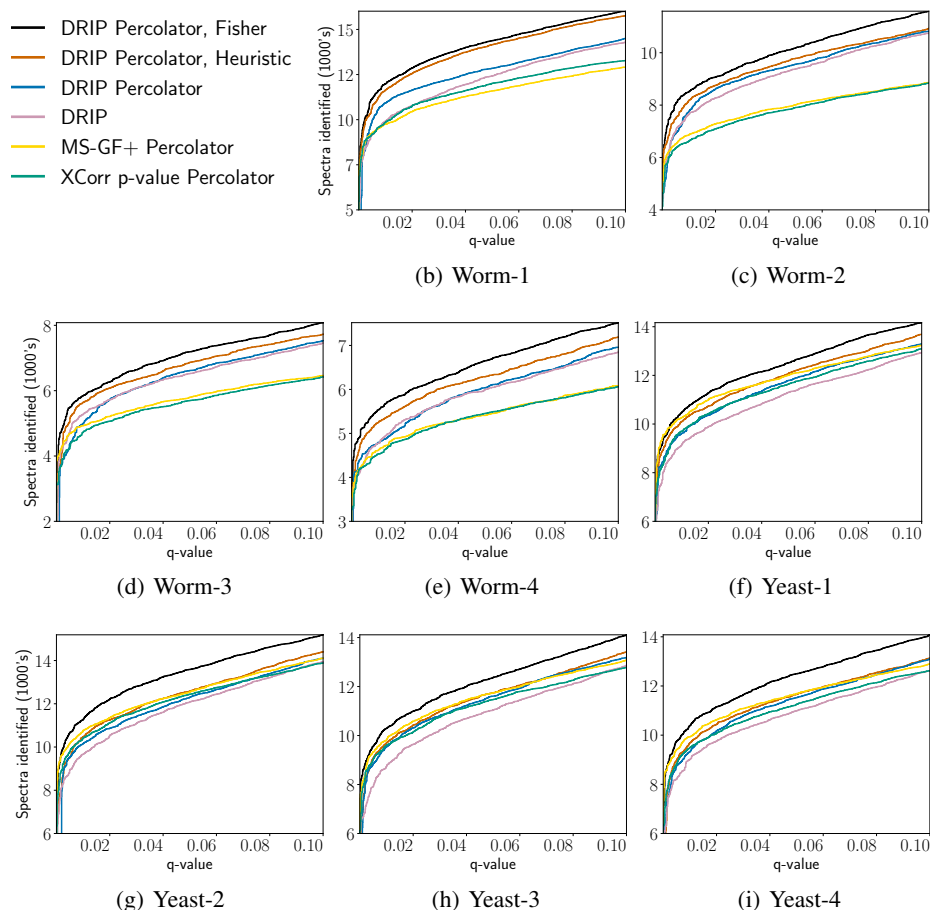 DRIP Percolator, Fisher
DRIP Percolator, Heuristic
DRIP Percolator
DRIP
MS-GF+ Percolator
XCorr p-value Percolator
Spectra identified (1000's)
15
12
10
7
5
0.02 0.04 0.06 0.08 0.10
q-value
(b) Worm-1
10
8
6
4
0.02 0.04 0.06 0.08 0.10
q-value
(c) Worm-2
Spectra identified (1000's)
8
6
4
2
0.02 0.04 0.06 0.08 0.10
q-value
(d) Worm-3
7
6
5
4
3
0.02 0.04 0.06 0.08 0.10
q-value
(e) Worm-4
14
12
10
8
6
0.02 0.04 0.06 0.08 0.10
q-value
(f) Yeast-1
Spectra identified (1000's)
14
12
10
8
6
0.02 0.04 0.06 0.08 0.10
q-value
(g) Yeast-2
14
12
10
8
6
0.02 0.04 0.06 0.08 0.10
q-value
(h) Yeast-3
14
12
10
8
6
0.02 0.04 0.06 0.08 0.10
q-value
(i) Yeast-4